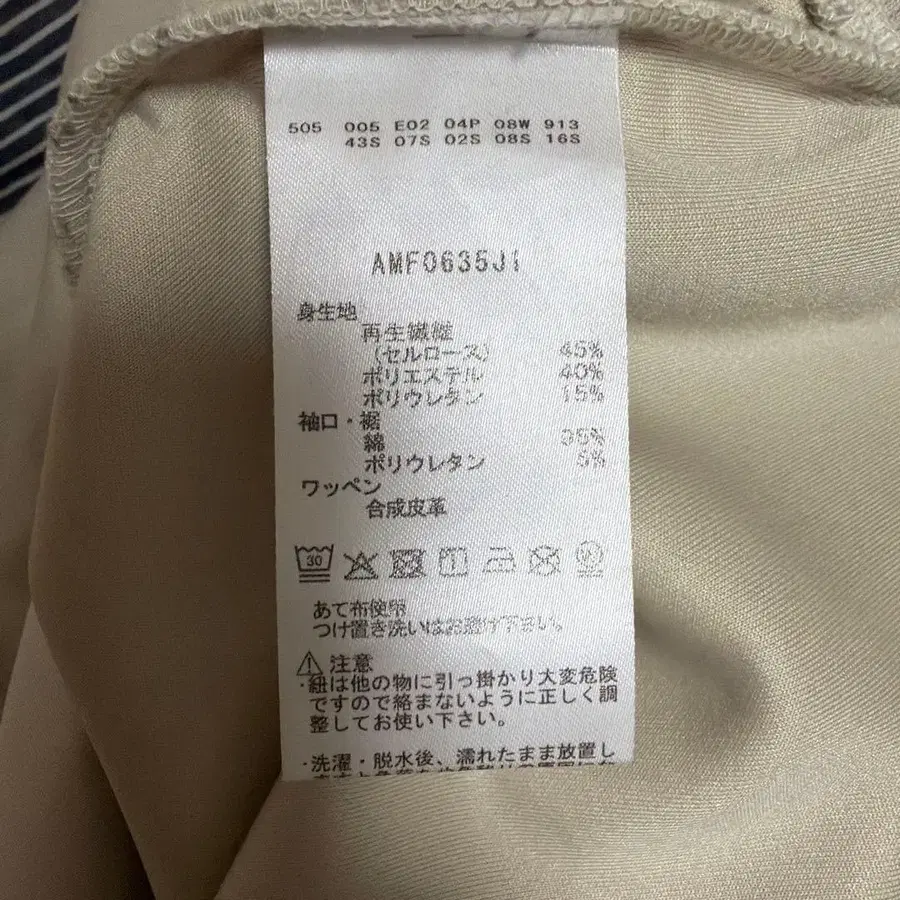 505 005 E02 04P 08W 913
43S 07S 02S 08S 16S
AMF0635J1
身生地
再生繊維
(セルロース) 45%
ポリエステル 40%
ポリウレタン 15%
袖口・裾
綿 95%
ポリウレタン 5%
ワッペン
合成皮革
30
あて布使用
つけ置き洗いはお避け下さい。
注意
・紐は他の物に引っ掛かり大変危険
ですので絡まないように正しく調
整してお使い下さい。
・洗濯・脱水後、濡れたまま放置し